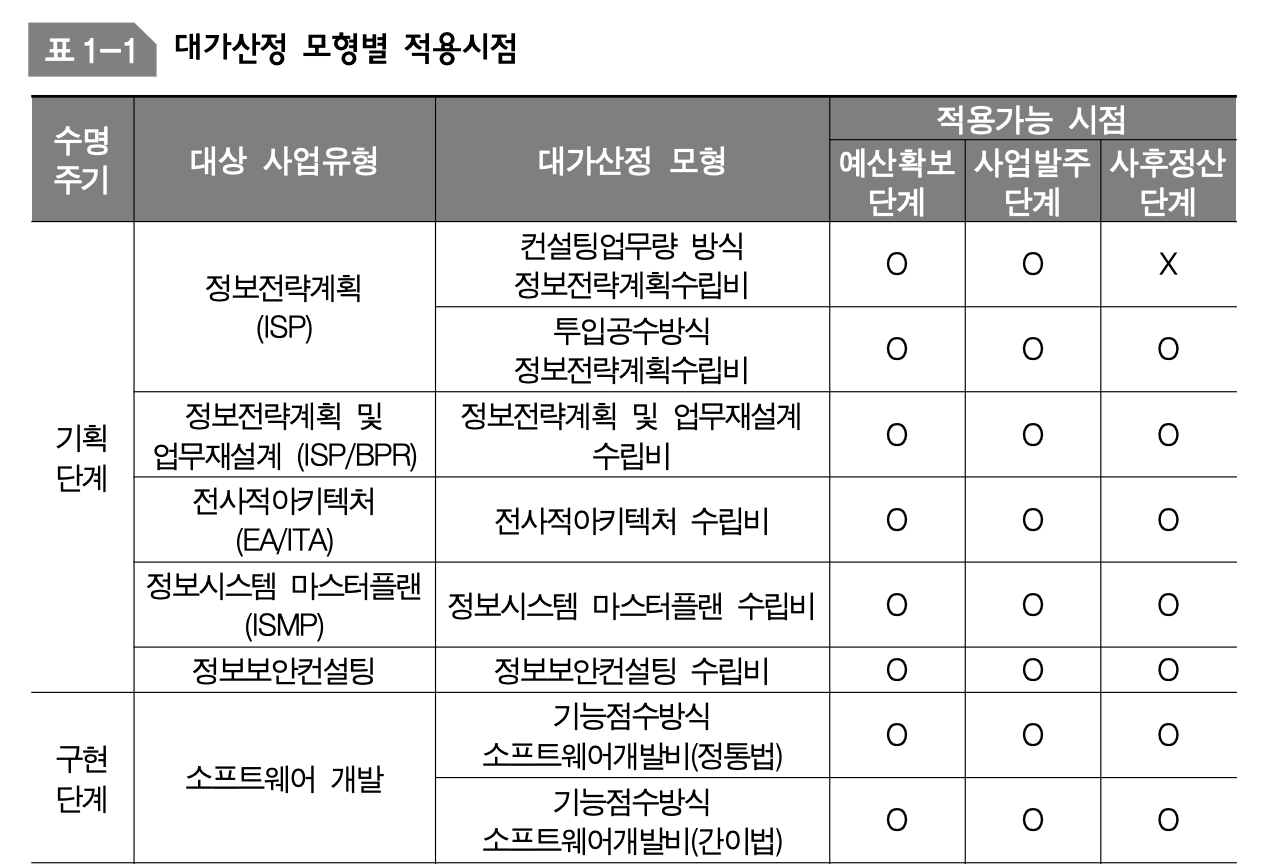 표 1-1 대가산정 모형별 적용시점
수명
주기
대상 사업유형
대가산정 모형
적용가능 시점
예산확보
단계
사업발주
단계
사후정산
단계
기획
단계
정보전략계획
(ISP)
컨설팅업무량 방식
정보전략계획수립비
O O X
투입공수방식
정보전략계획수립비
O O O
정보전략계획 및
업무재설계 (ISP/BPR)
정보전략계획 및 업무재설계
수립비
O O O
전사적아키텍처
(EA/ITA)
전사적아키텍처 수립비
O O O
정보시스템 마스터플랜
(ISMP)
정보시스템 마스터플랜 수립비
O O O
정보보안컨설팅
정보보안컨설팅 수립비
O O O
구현
단계
소프트웨어 개발
기능점수방식
소프트웨어개발비(정통법)
O O O
기능점수방식
소프트웨어개발비(간이법)
O O O